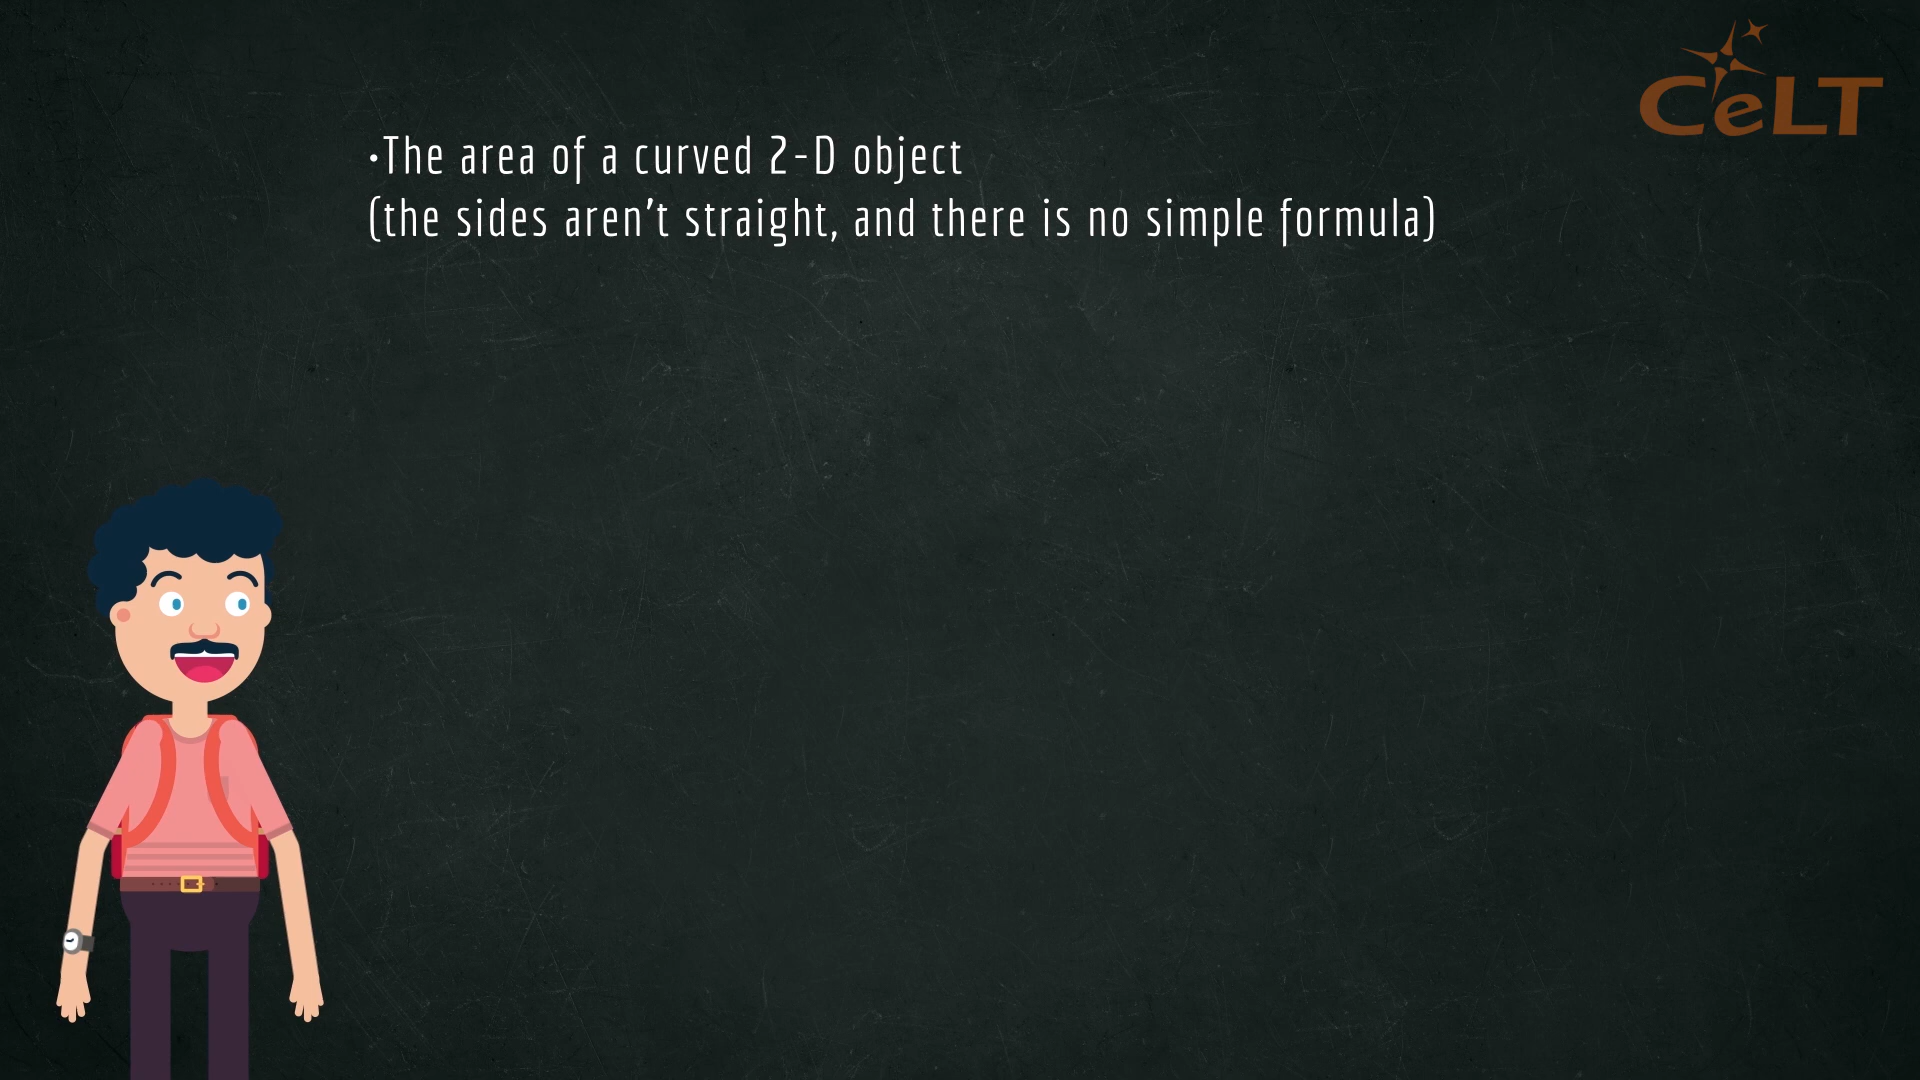 CeLT
•The area of a curved 2-D object
(the sides aren't straight, and there is no simple formula)